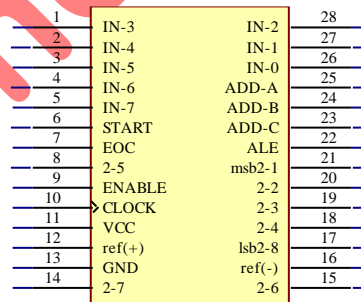 1 IN-3 IN-2 28
2 IN-4 IN-1 27
3 IN-5 IN-0 26
4 IN-6 ADD-A 25
5 IN-7 ADD-B 24
6 START ADD-C 23
7 EOC ALE 22
8 2-5 msb2-1 21
9 ENABLE 2-2 20
10 CLOCK 2-3 19
11 VCC 2-4 18
12 ref(+) lsb2-8 17
13 GND ref(-) 16
14 2-7 2-6 15